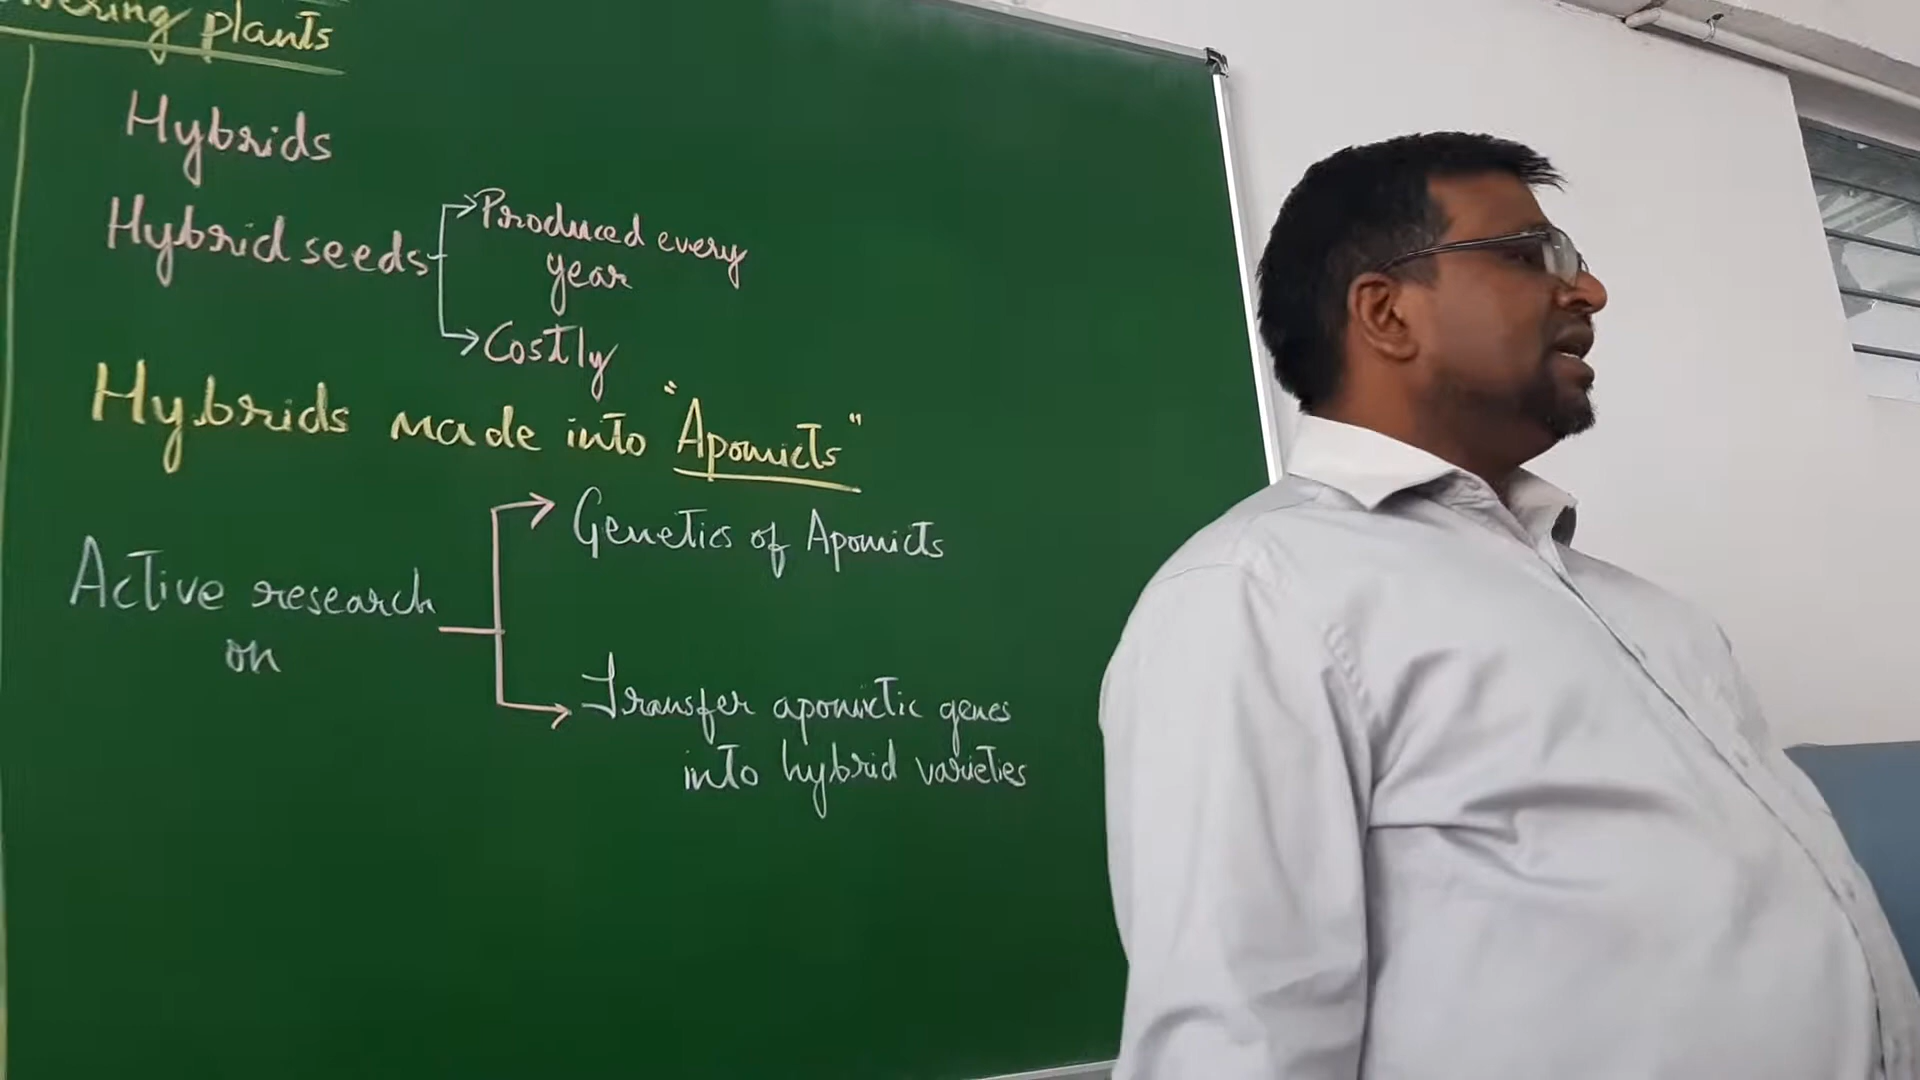 plants
Hybrids
Hybrid seeds
Produced every
year
Costly
Hybrids made into "Apomicts"
Active research
on
Genetics of Apomicts
Transfer apomictic genes
into hybrid varieties